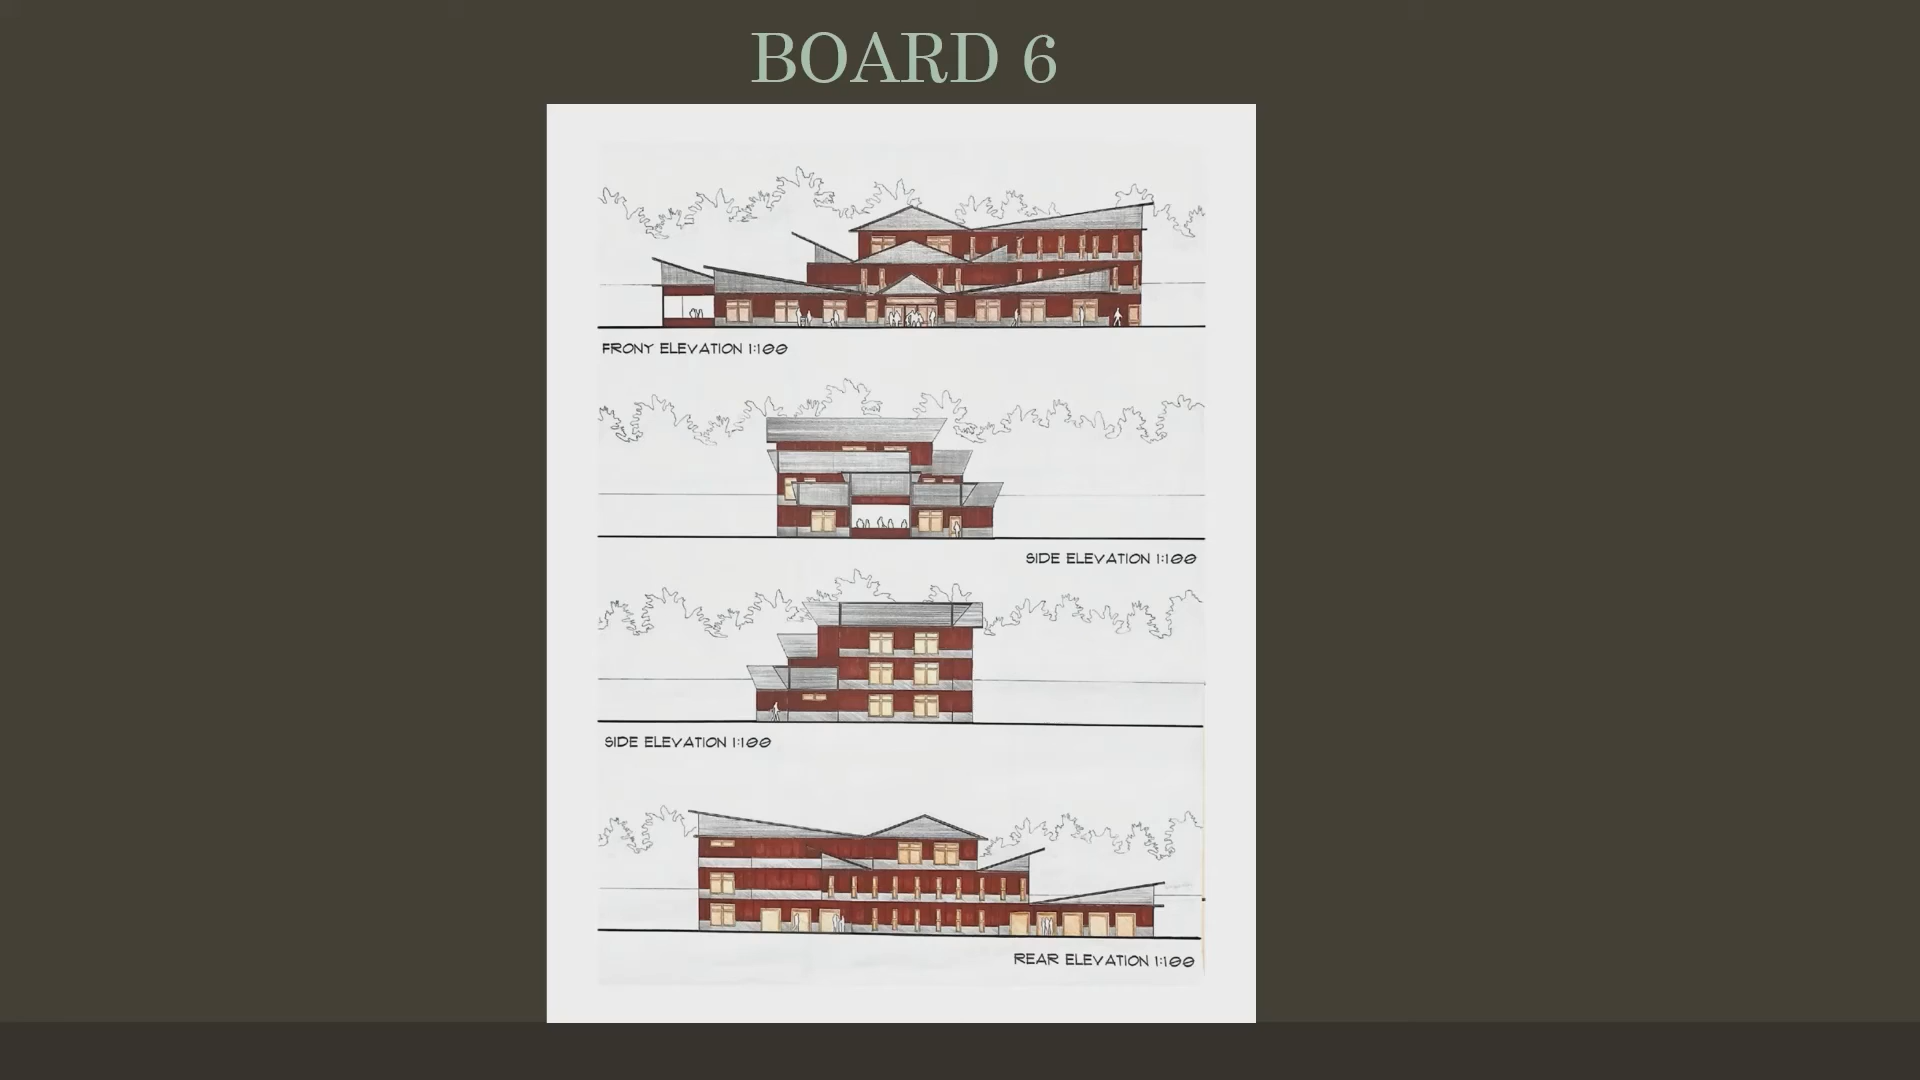 BOARD 6
FRONY ELEVATION 1:100
SIDE ELEVATION 1:100
SIDE ELEVATION 1:100
REAR ELEVATION 1:100